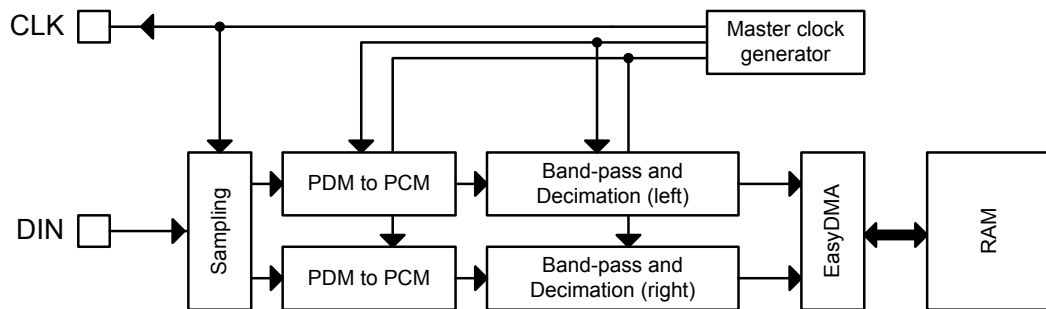 CLK
Master clock
generator
DIN
Sampling
PDM to PCM
Band-pass and
Decimation (left)
PDM to PCM
Band-pass and
Decimation (right)
EasyDMA
RAM